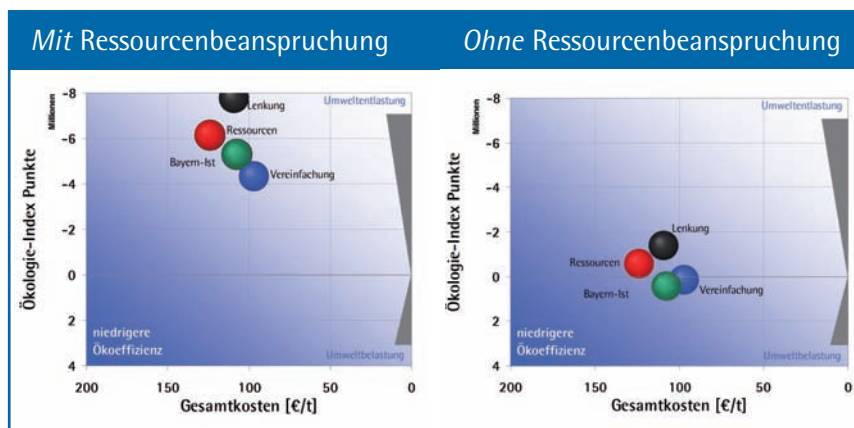 Mit Ressourcenbeanspruchung
Ohne Ressourcenbeanspruchung
Ökologie-Index Punkte
Millionen
-8
-6
-4
-2
0
2
4
Lenkung
Ressourcen
Bayern-Ist
Vereinfachung
Umweltentlastung
Umweltbelastung
niedrigere
Ökoeffizienz
200
150
100
50
0
Gesamtkosten [€/t]
Ökologie-Index Punkte
Millionen
-8
-6
-4
-2
0
2
4
Umweltentlastung
Lenkung
Ressourcen
Bayern-Ist
Vereinfachung
niedrigere
Ökoeffizienz
Umweltbelastung
200
150
100
50
0
Gesamtkosten [€/t]